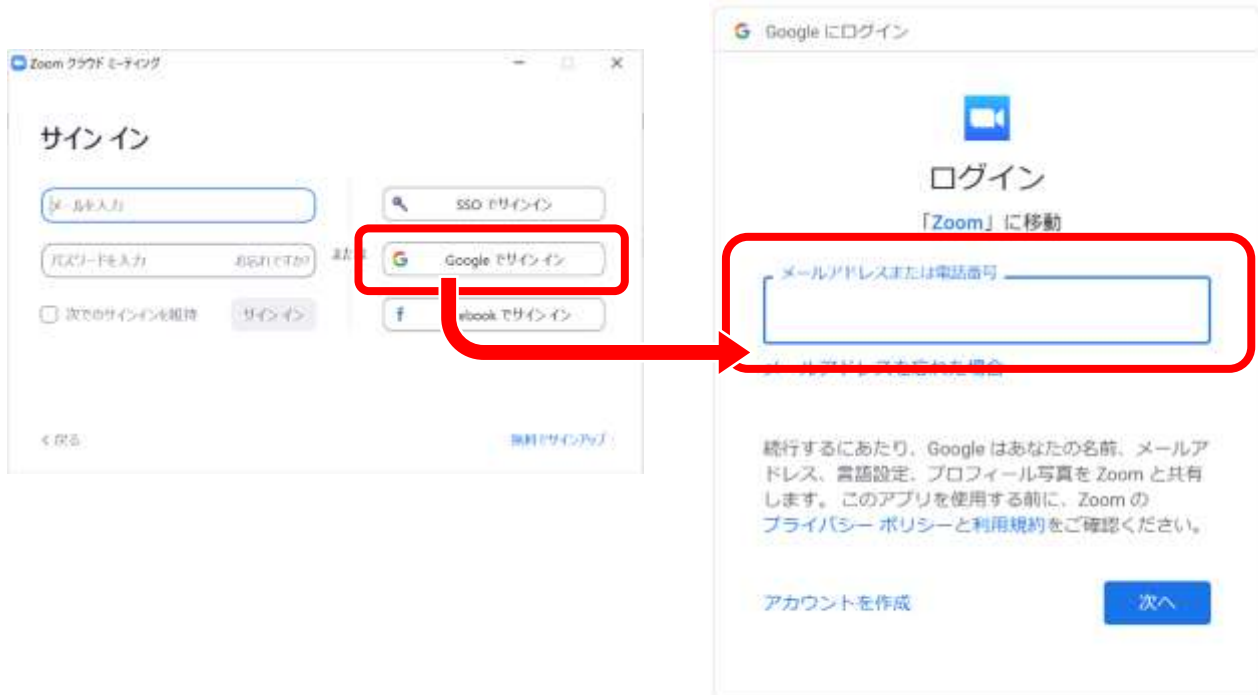 Zoom クラウド ミーティング
サイン イン
メールを入力
パスワードを入力 お忘れですか?
次でのサインインを維持 サイン イン
または
SSO でサインイン
Google でサイン イン
ebook でサイン イン
< 戻る
無料でサインアップ
Google にログイン
ログイン
「Zoom」に移動
メールアドレスまたは電話番号
メールアドレスを忘れた場合
続行するにあたり、Google はあなたの名前、メールア
ドレス、言語設定、プロフィール写真を Zoom と共有
します。このアプリを使用する前に、Zoom の
プライバシー ポリシーと利用規約をご確認ください。
アカウントを作成
次へ